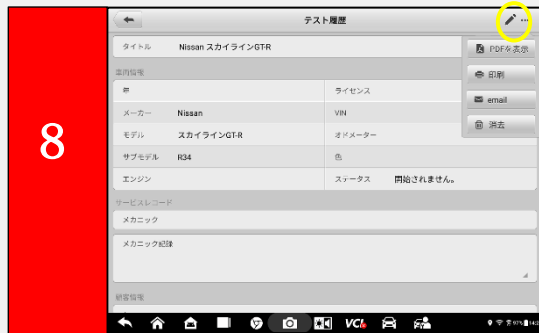 8
テスト履歴
タイトル Nissan スカイラインGT-R
PDFを表示
印刷
email
消去
車両情報
年 ライセンス
メーカー Nissan VIN
モデル スカイラインGT-R オドメーター
サブモデル R34 色
エンジン ステータス 開始されません。
サービスレコード
メカニック
メカニック記録
顧客情報
VCI
97%